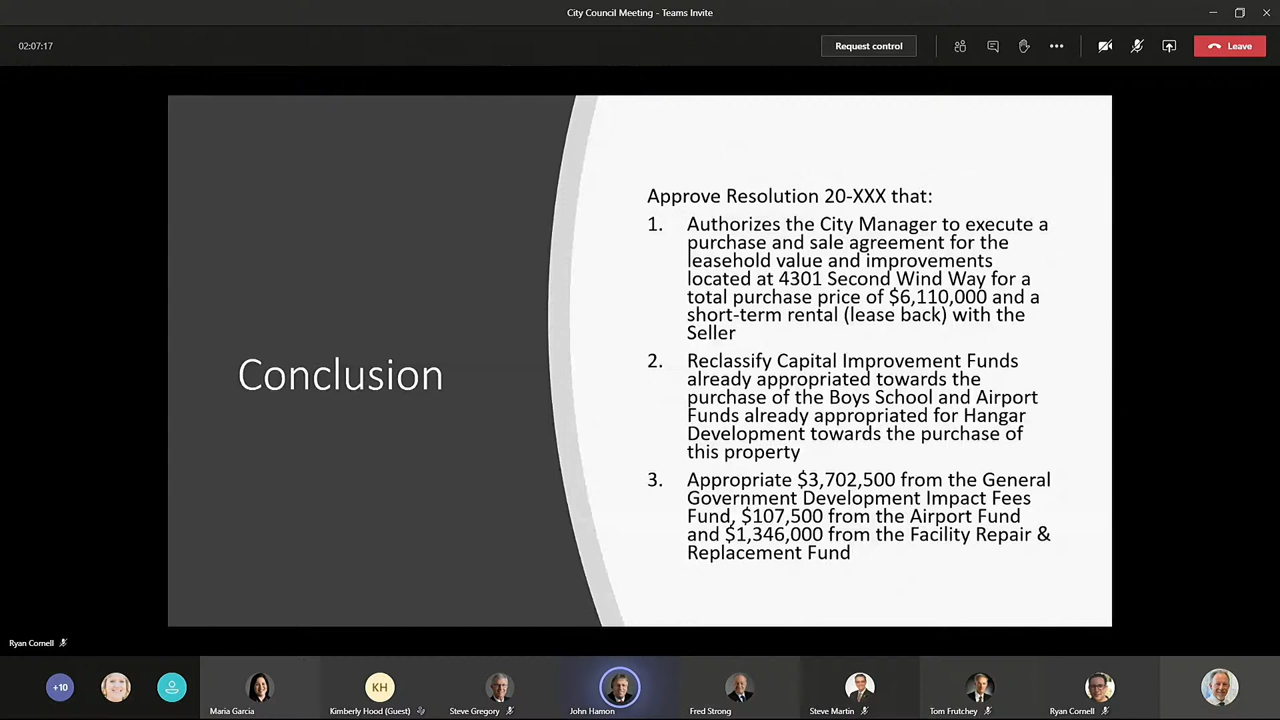 City Council Meeting - Teams Invite
02:07:17
Request control
Leave
Conclusion
Approve Resolution 20-XXX that:
1. Authorizes the City Manager to execute a
purchase and sale agreement for the
leasehold value and improvements
located at 4301 Second Wind Way for a
total purchase price of $6,110,000 and a
short-term rental (lease back) with the
Seller
2. Reclassify Capital Improvement Funds
already appropriated towards the
purchase of the Boys School and Airport
Funds already appropriated for Hangar
Development towards the purchase of
this property
3. Appropriate $3,702,500 from the General
Government Development Impact Fees
Fund, $107,500 from the Airport Fund
and $1,346,000 from the Facility Repair &
Replacement Fund
Ryan Cornell
+10
KH
Maria Garcia
Kimberly Hood (Guest)
Steve Gregory
John Hamon
Fred Strong
Steve Martin
Tom Frutchey
Ryan Cornell